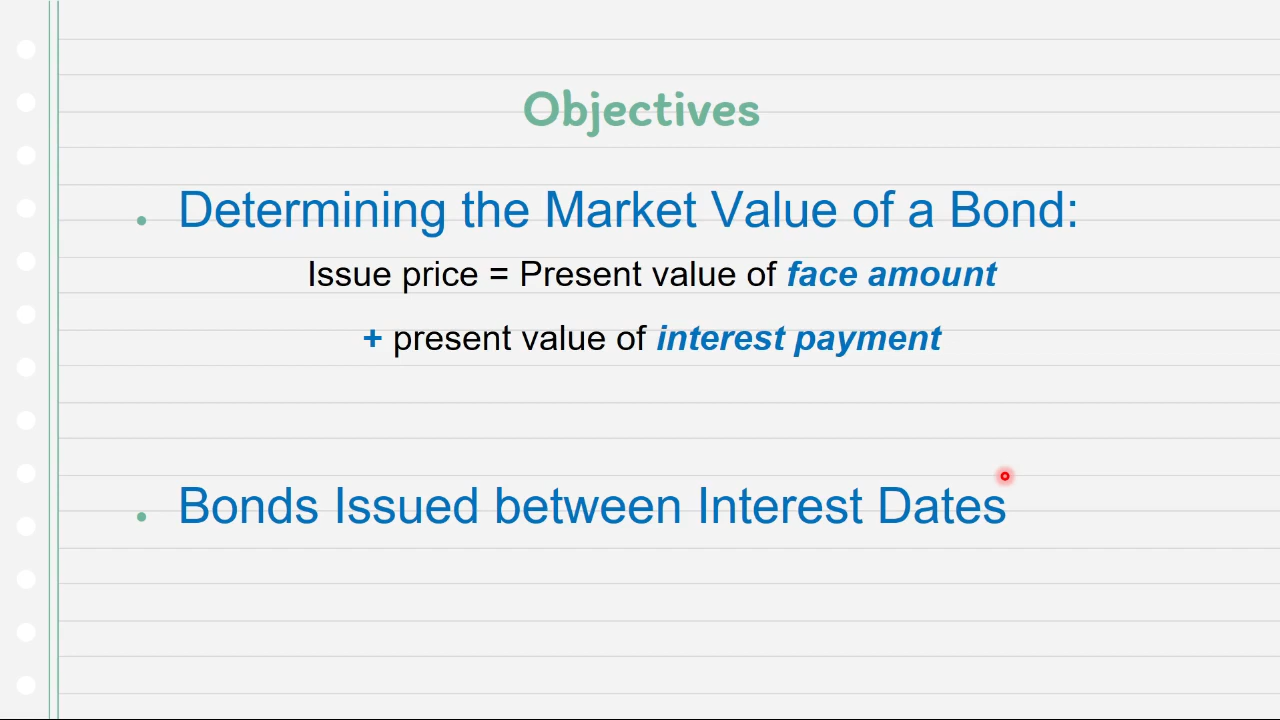 Objectives
• Determining the Market Value of a Bond:
Issue price = Present value of face amount
+ present value of interest payment
• Bonds Issued between Interest Dates